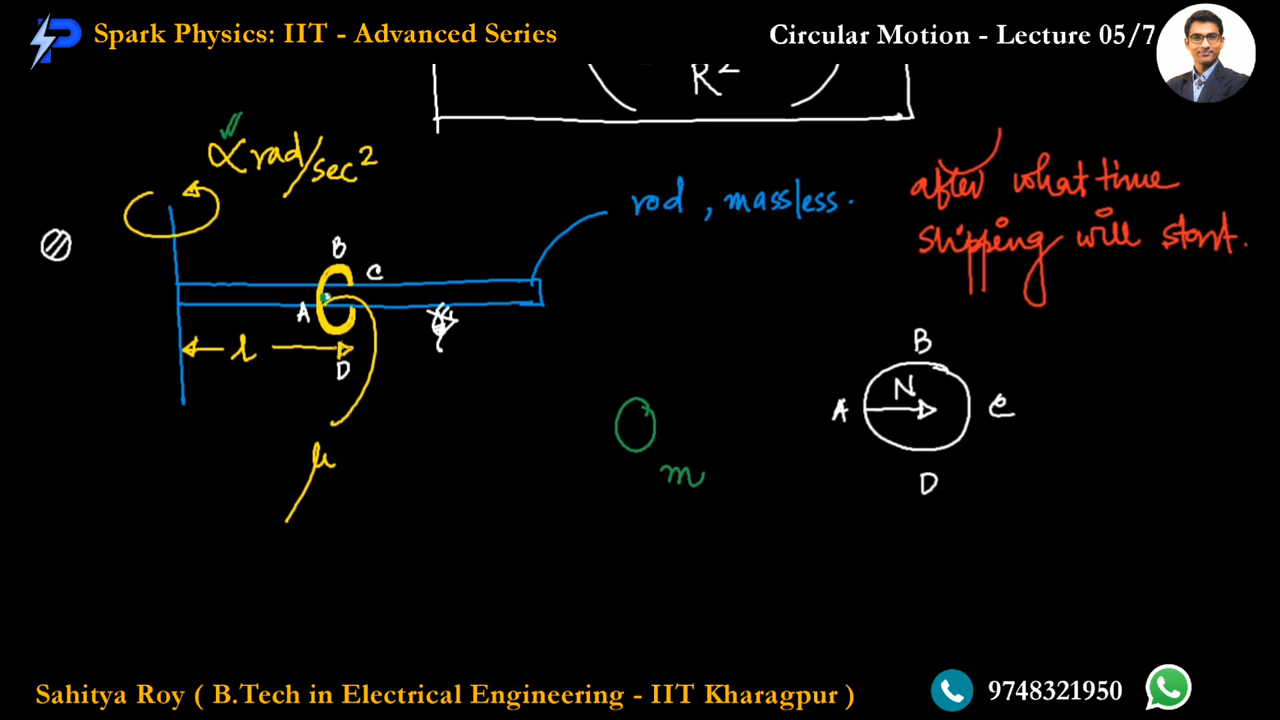 Spark Physics: IIT - Advanced Series
Circular Motion - Lecture 05/7
R²
α rad/sec²
rod, massless.
after what time
slipping will start.
B
C
A
l
D
μ
m
B
A
N
C
D
Sahitya Roy ( B.Tech in Electrical Engineering - IIT Kharagpur )
9748321950